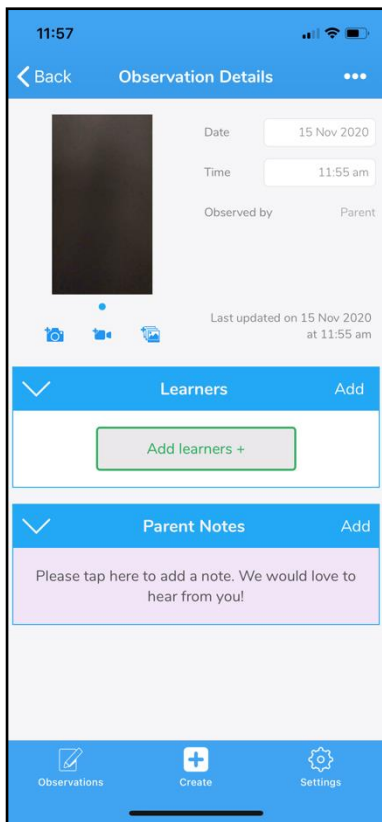 11:57
Back Observation Details
Date 15 Nov 2020
Time 11:55 am
Observed by Parent
Last updated on 15 Nov 2020
at 11:55 am
Learners Add
Add learners +
Parent Notes Add
Please tap here to add a note. We would love to
hear from you!
Observations Create Settings